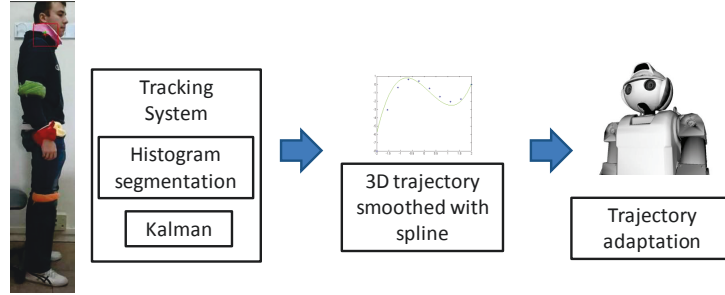 Tracking
System
Histogram
segmentation
Kalman
3D trajectory
smoothed with
spline
Trajectory
adaptation